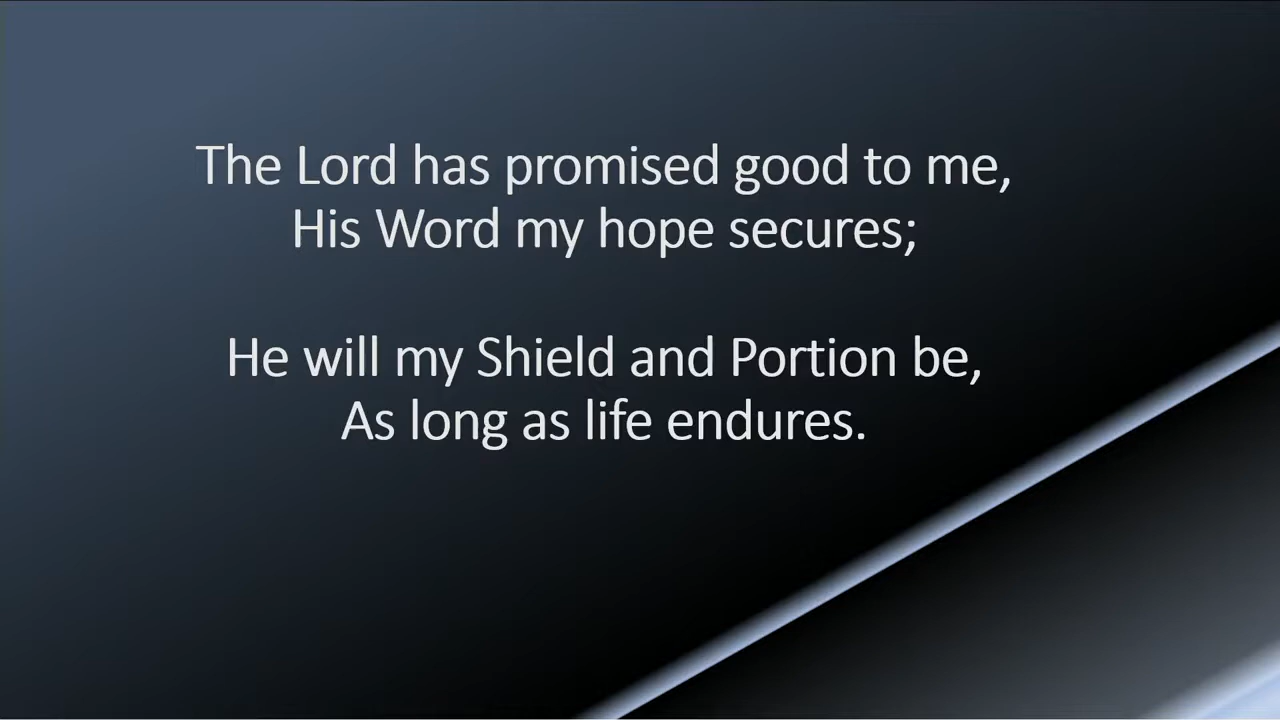 The Lord has promised good to me,
His Word my hope secures;
He will my Shield and Portion be,
As long as life endures.